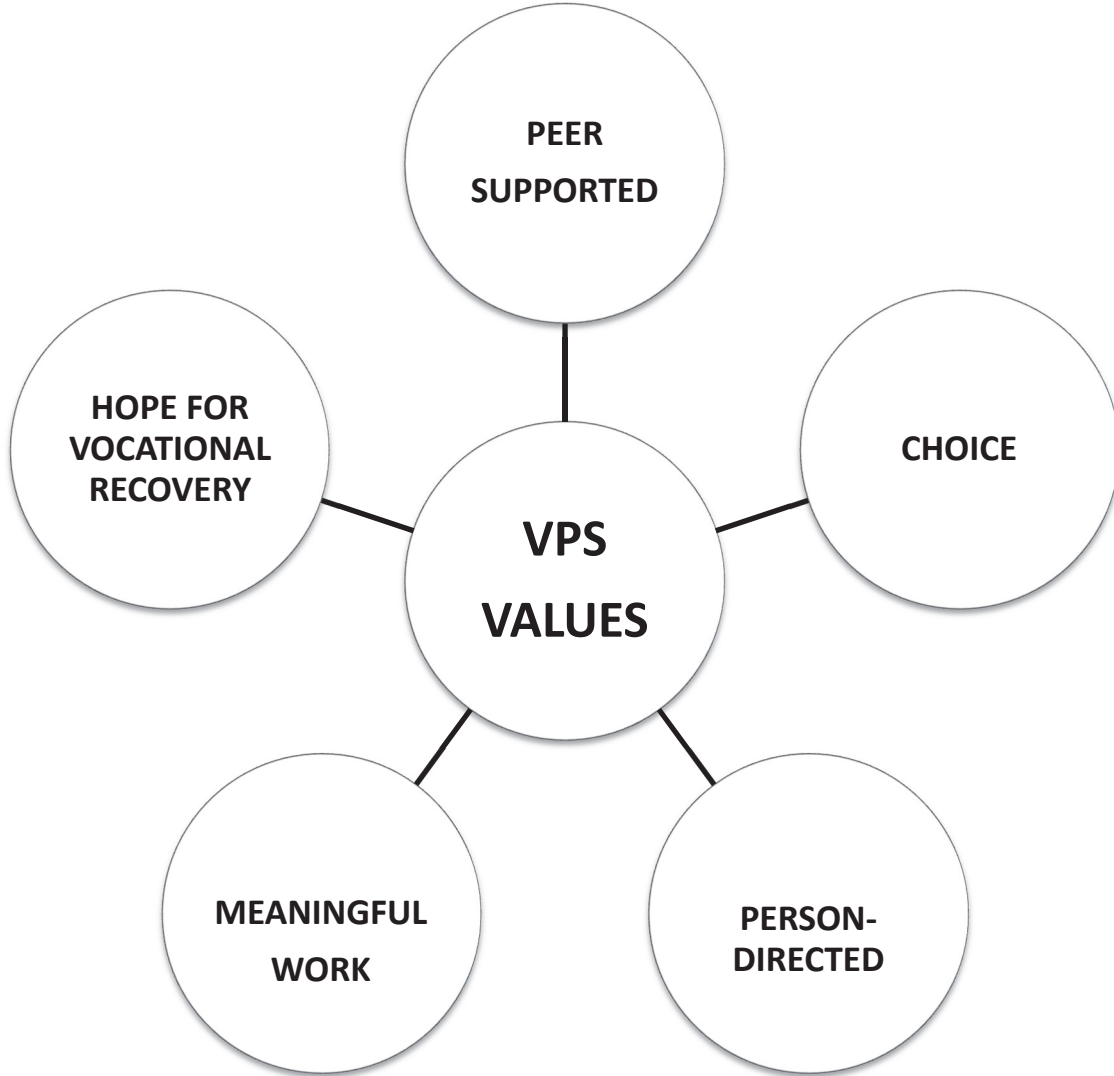 PEER
SUPPORTED
HOPE FOR
VOCATIONAL
RECOVERY
CHOICE
VPS
VALUES
MEANINGFUL
WORK
PERSON-
DIRECTED